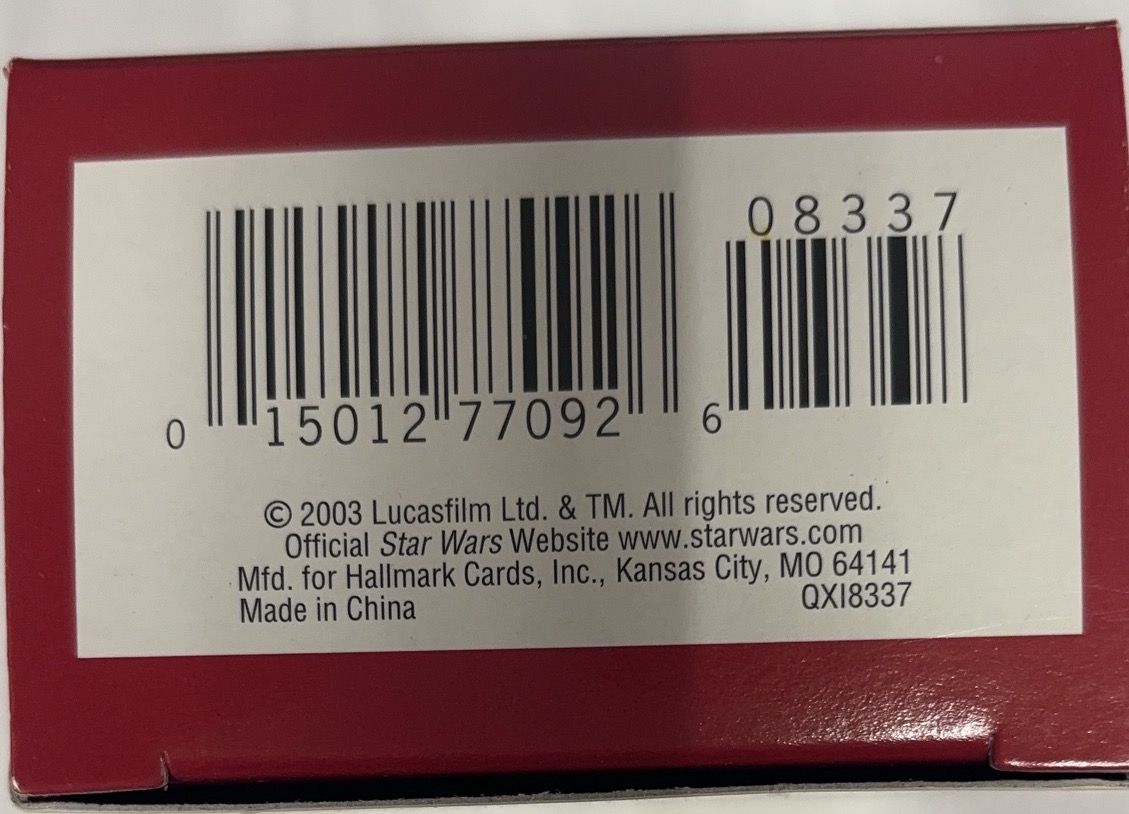 08337
0 15012 77092 6
© 2003 Lucasfilm Ltd. & TM. All rights reserved.
Official Star Wars Website www.starwars.com
Mfd. for Hallmark Cards, Inc., Kansas City, MO 64141
Made in China QXI8337